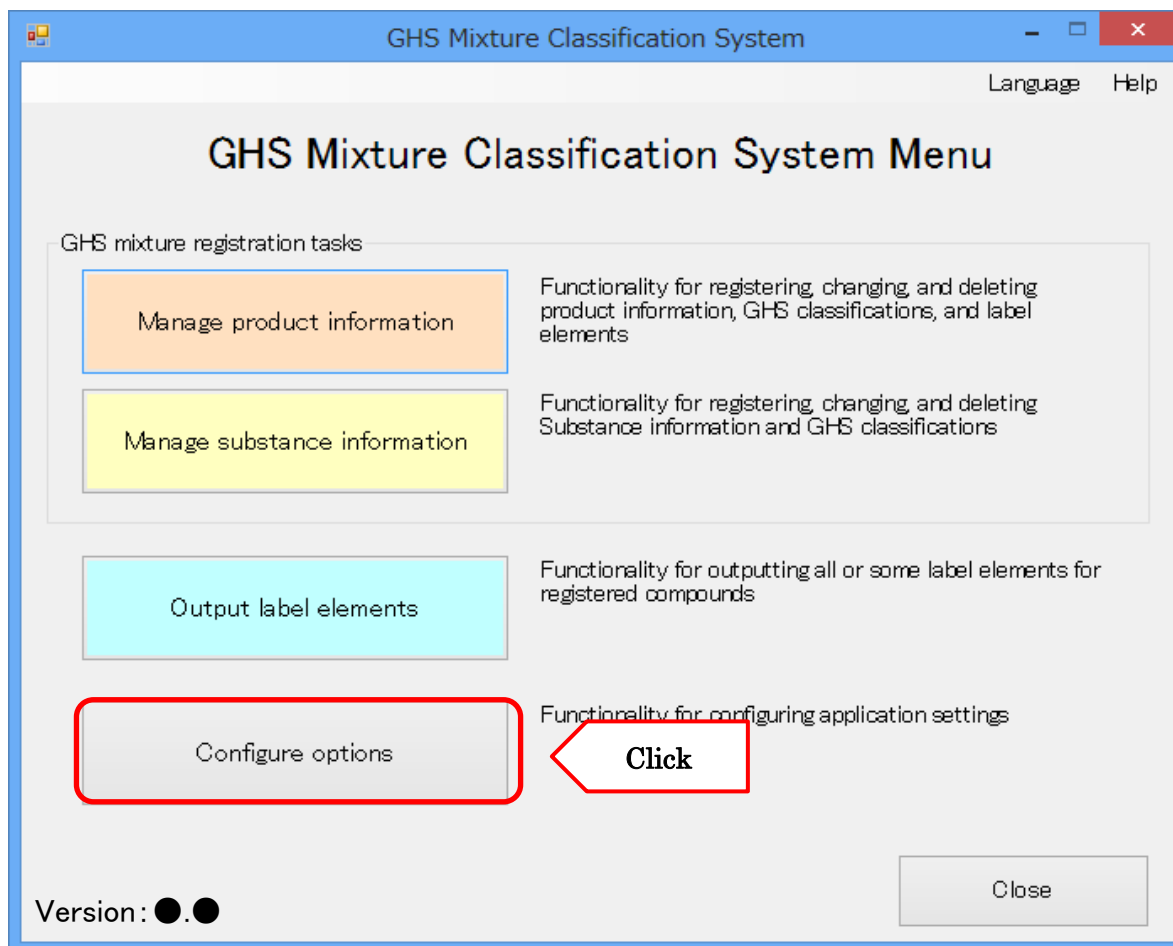 GHS Mixture Classification System
Language Help
GHS Mixture Classification System Menu
GHS mixture registration tasks
Manage product information
Functionality for registering, changing, and deleting
product information, GHS classifications, and label
elements
Manage substance information
Functionality for registering, changing, and deleting
Substance information and GHS classifications
Output label elements
Functionality for outputting all or some label elements for
registered compounds
Configure options
Functionality for configuring application settings
Click
Close
Version: ●.●